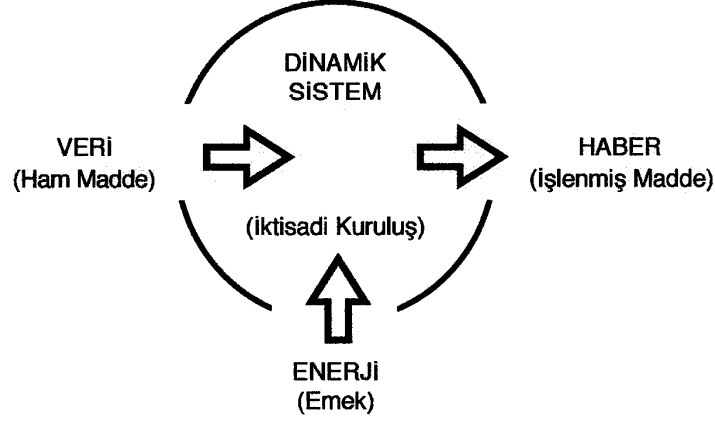 DİNAMİK
SİSTEM
VERİ
(Ham Madde)
HABER
(İşlenmiş Madde)
(İktisadi Kuruluş)
ENERJİ
(Emek)